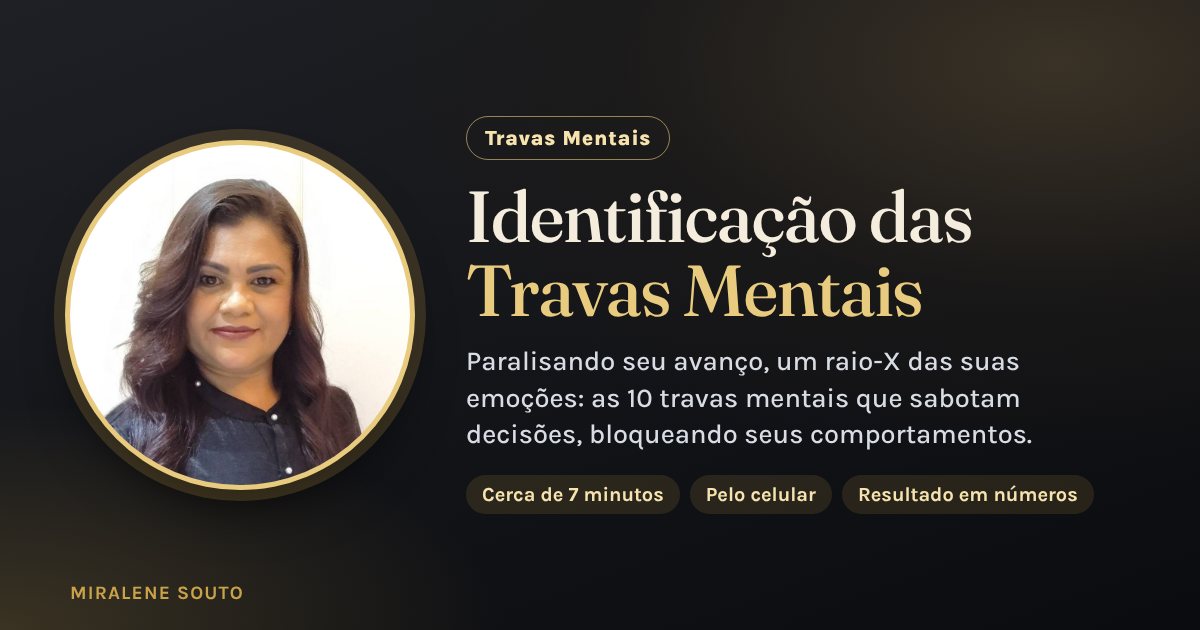 Travas Mentais
Identificação das
Travas Mentais
Paralisando seu avanço, um raio-X das suas
emoções: as 10 travas mentais que sabotam
decisões, bloqueando seus comportamentos.
Cerca de 7 minutos
Pelo celular
Resultado em números
MIRALENE SOUTO